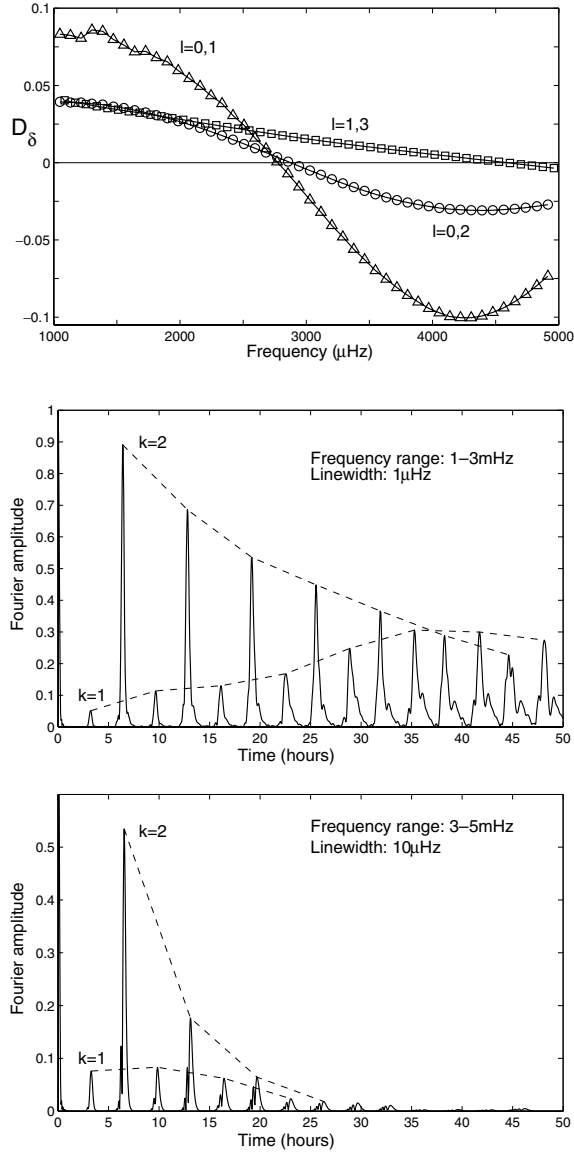 0.1
l=0,1
0.05
l=1,3
Dδ
0
−0.05
l=0,2
−0.1
1000 2000 3000 4000 5000
Frequency (μHz)
1
0.9
k=2
Frequency range: 1−3mHz
Linewidth: 1μHz
0.8
0.7
0.6
Fourier amplitude
0.5
0.4
0.3
0.2
k=1
0.1
0
0 5 10 15 20 25 30 35 40 45 50
Time (hours)
k=2
Frequency range: 3−5mHz
Linewidth: 10μHz
0.5
0.4
Fourier amplitude
0.3
0.2
0.1
k=1
0
0 5 10 15 20 25 30 35 40 45 50
Time (hours)